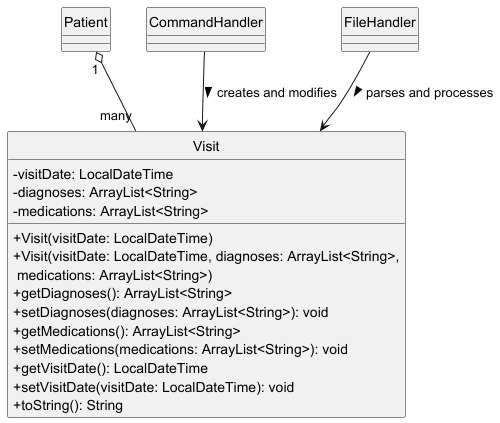 Patient
CommandHandler
FileHandler
1
creates and modifies
parses and processes
many
Visit
-visitDate: LocalDateTime
-diagnoses: ArrayList<String>
-medications: ArrayList<String>
+Visit(visitDate: LocalDateTime)
+Visit(visitDate: LocalDateTime, diagnoses: ArrayList<String>,
medications: ArrayList<String>)
+getDiagnoses(): ArrayList<String>
+setDiagnoses(diagnoses: ArrayList<String>): void
+getMedications(): ArrayList<String>
+setMedications(medications: ArrayList<String>): void
+getVisitDate(): LocalDateTime
+setVisitDate(visitDate: LocalDateTime): void
+toString(): String